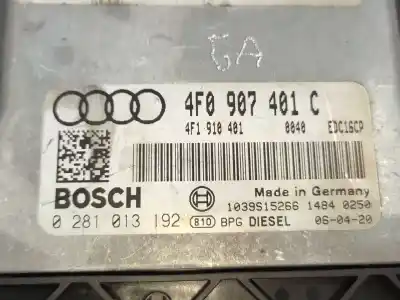 GA
4F0 907 401 C
4F1 910 401 0040 EDC16CP
BOSCH
Made in Germany
1039S15266 1484 0250
0 281 013 192 810 BPG DIESEL 06-04-20